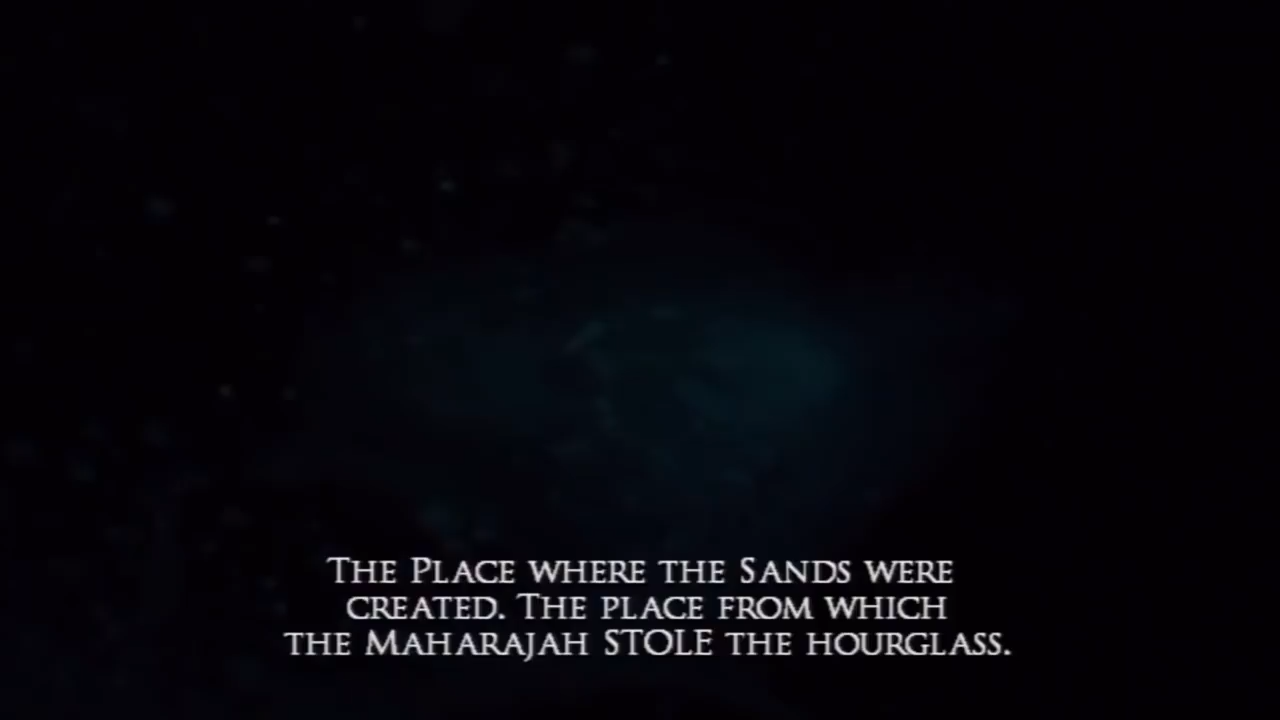 The Place where the Sands were
created. The place from which
the Maharajah STOLE the hourglass.